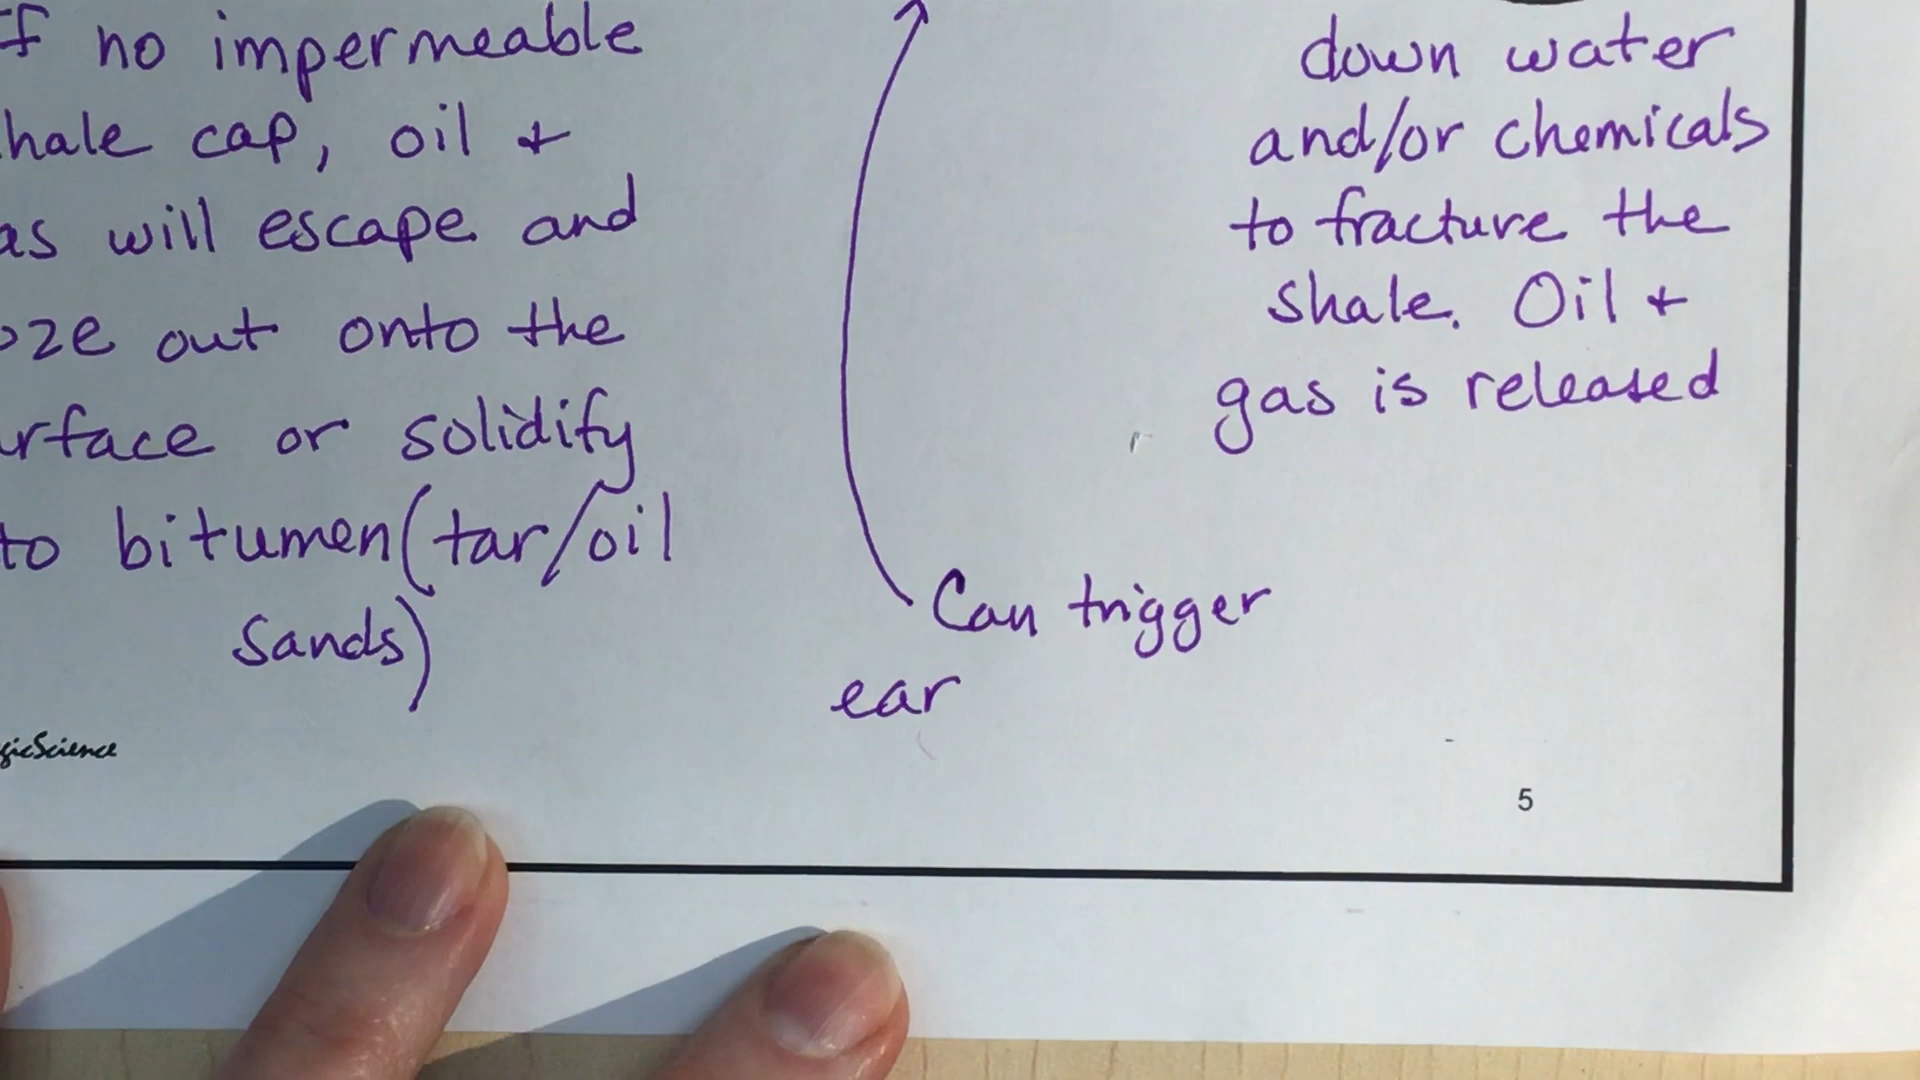 If no impermeable
hale cap, oil +
as will escape and
oze out onto the
rface or solidify
to bitumen (tar/oil
sands)
down water
and/or chemicals
to fracture the
shale. Oil +
gas is released
Can trigger
ear
gicScience
5